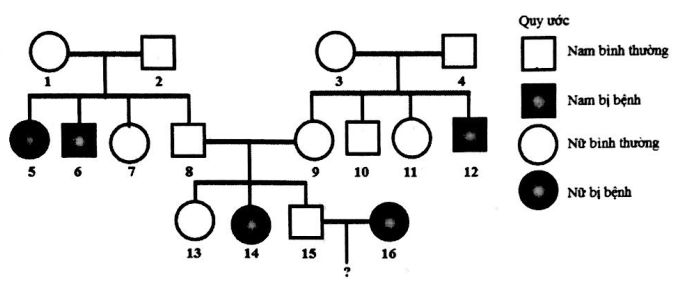 Quy ước
Nam bình thường
Nam bị bệnh
Nữ bình thường
Nữ bị bệnh
1 2 3 4
5 6 7 8 9 10 11 12
13 14 15 16
?